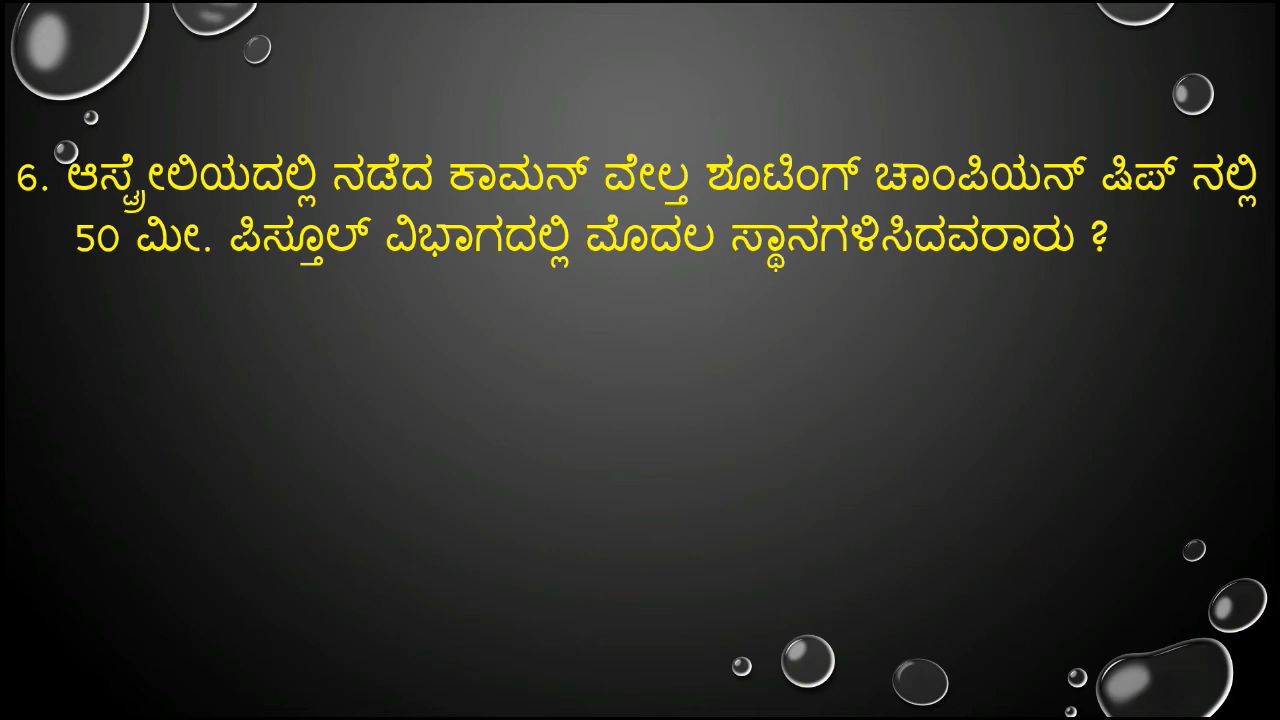 6. ಆಸ್ಟ್ರೇಲಿಯದಲ್ಲಿ ನಡೆದ ಕಾಮನ್ ವೇಲ್ತ ಶೂಟಿಂಗ್ ಚಾಂಪಿಯನ್ ಷಿಪ್ ನಲ್ಲಿ
50 ಮೀ. ಪಿಸ್ತೂಲ್ ವಿಭಾಗದಲ್ಲಿ ಮೊದಲ ಸ್ಥಾನಗಳಿಸಿದವರಾರು ?